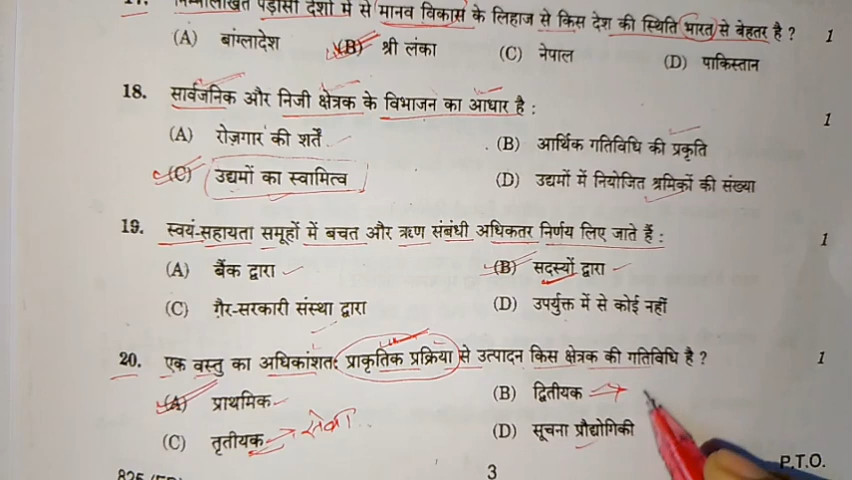 17. निम्नलिखित पड़ोसी देशों में से मानव विकास के लिहाज से किस देश की स्थिति भारत से बेहतर है ? 1
(A) बांग्लादेश (B) श्री लंका (C) नेपाल (D) पाकिस्तान
18. सार्वजनिक और निजी क्षेत्रक के विभाजन का आधार है : 1
(A) रोज़गार की शर्तें (B) आर्थिक गतिविधि की प्रकृति
(C) उद्यमों का स्वामित्व (D) उद्यमों में नियोजित श्रमिकों की संख्या
19. स्वयं-सहायता समूहों में बचत और ऋण संबंधी अधिकतर निर्णय लिए जाते हैं : 1
(A) बैंक द्वारा (B) सदस्यों द्वारा
(C) ग़ैर-सरकारी संस्था द्वारा (D) उपर्युक्त में से कोई नहीं
20. एक वस्तु का अधिकांशतः प्राकृतिक प्रक्रिया से उत्पादन किस क्षेत्रक की गतिविधि है ? 1
(A) प्राथमिक (B) द्वितीयक
(C) तृतीयक सेवा (D) सूचना प्रौद्योगिकी
3 P.T.O.